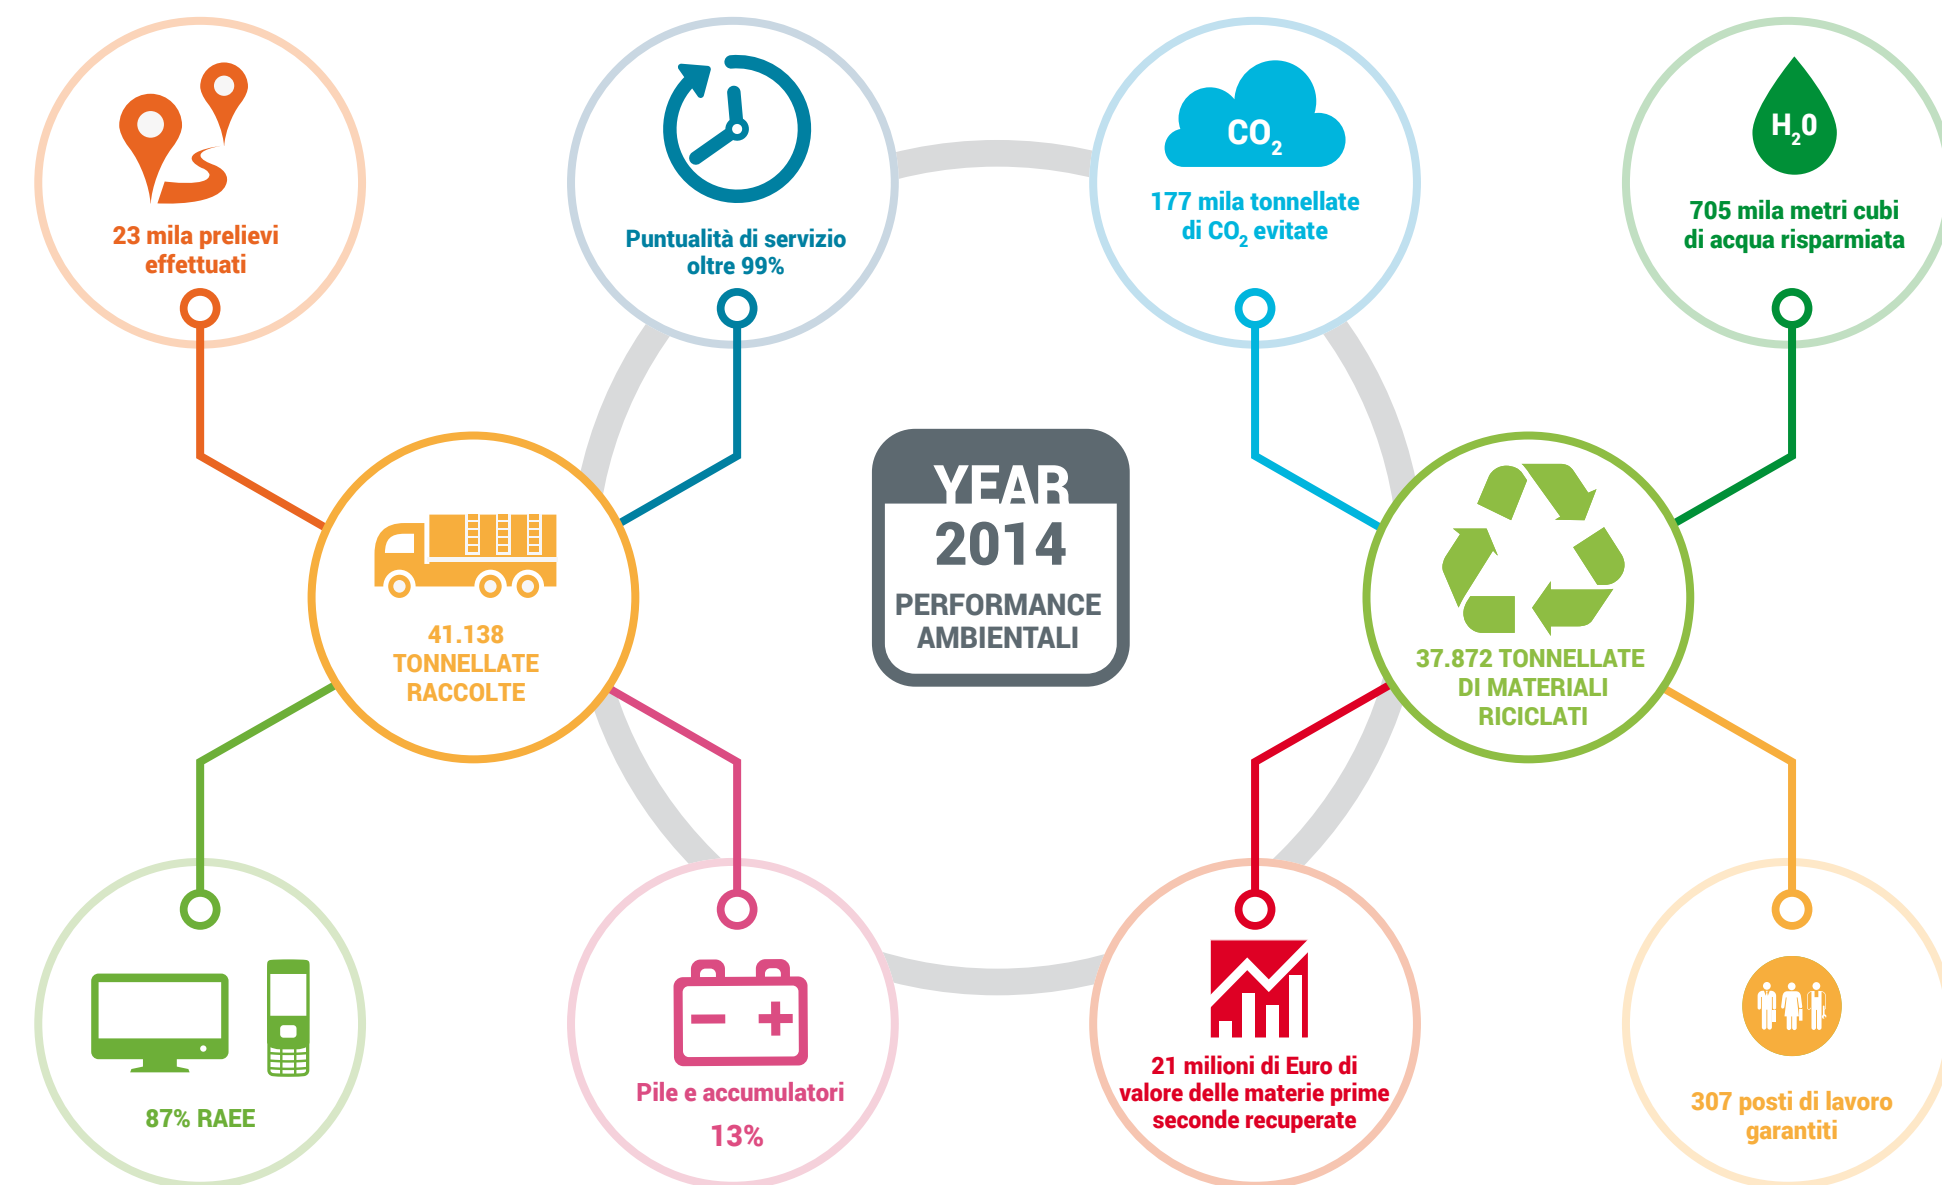 23 mila prelievi
effettuati
Puntualità di servizio
oltre 99%
CO₂
177 mila tonnellate
di CO₂ evitate
H₂0
705 mila metri cubi
di acqua risparmiata
41.138
TONNELLATE
RACCOLTE
YEAR
2014
PERFORMANCE
AMBIENTALI
37.872 TONNELLATE
DI MATERIALI
RICICLATI
87% RAEE
Pile e accumulatori
13%
21 milioni di Euro di
valore delle materie prime
seconde recuperate
307 posti di lavoro
garantiti